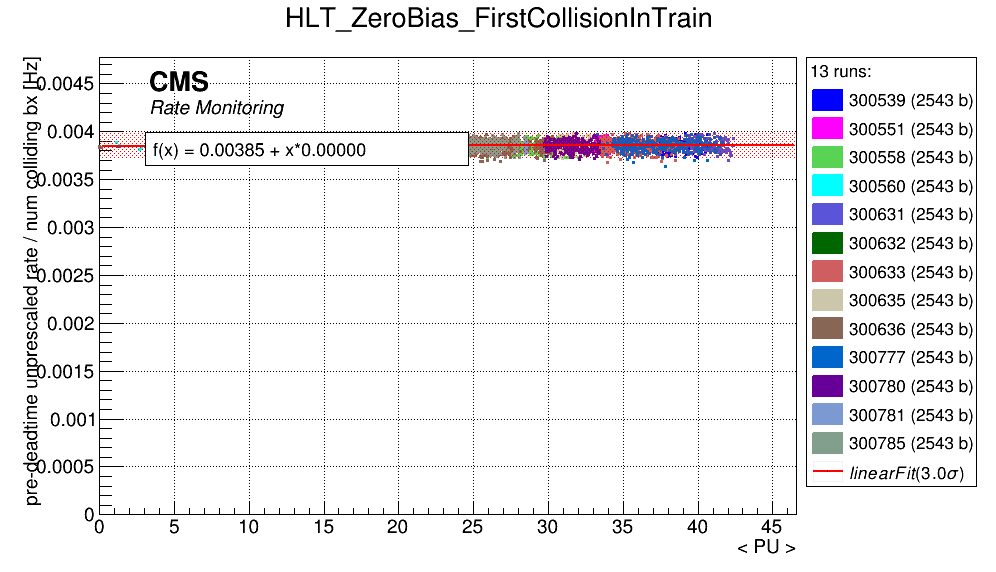 HLT_ZeroBias_FirstCollisionInTrain
pre-deadtime unprescaled rate / num colliding bx [Hz]
CMS
Rate Monitoring
f(x) = 0.00385 + x*0.00000
0.0045
0.004
0.0035
0.003
0.0025
0.002
0.0015
0.001
0.0005
0
0 5 10 15 20 25 30 35 40 45
< PU >
13 runs:
300539 (2543 b)
300551 (2543 b)
300558 (2543 b)
300560 (2543 b)
300631 (2543 b)
300632 (2543 b)
300633 (2543 b)
300635 (2543 b)
300636 (2543 b)
300777 (2543 b)
300780 (2543 b)
300781 (2543 b)
300785 (2543 b)
linearFit(3.0σ)